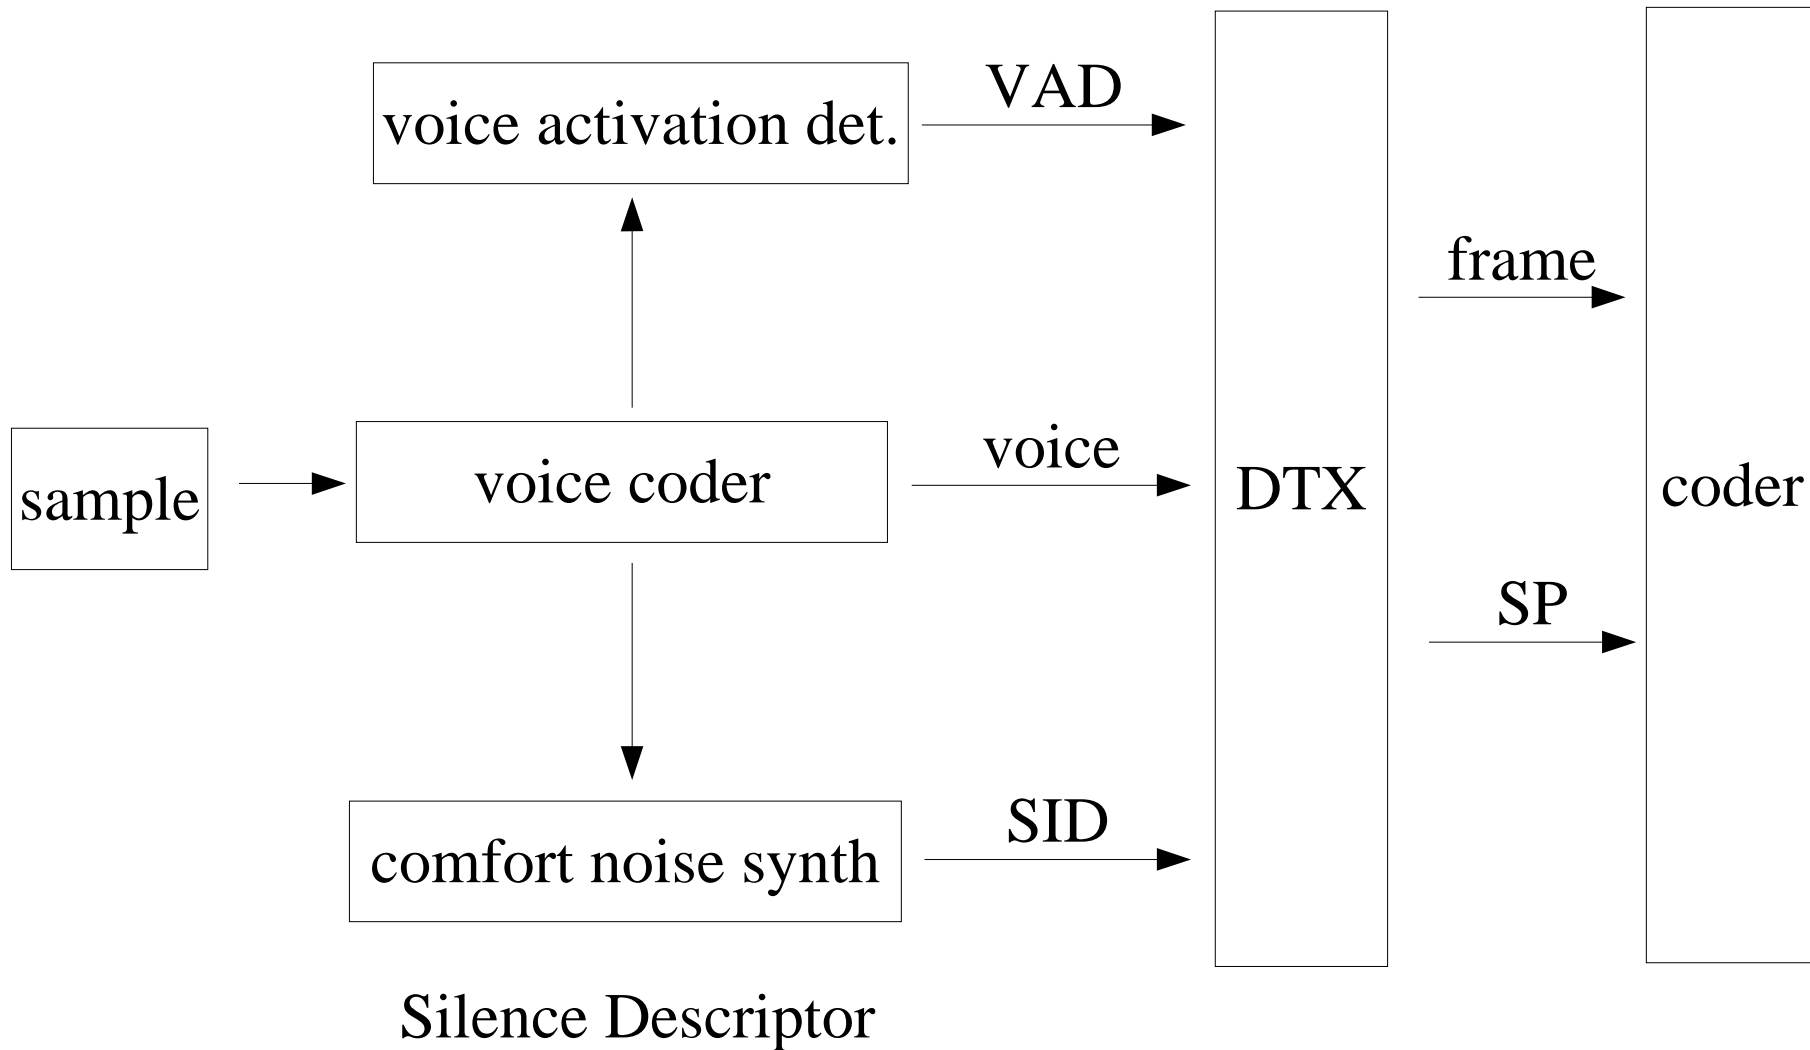 VAD
voice activation det.
frame
voice
sample
voice coder
DTX
coder
SP
SID
comfort noise synth
Silence Descriptor